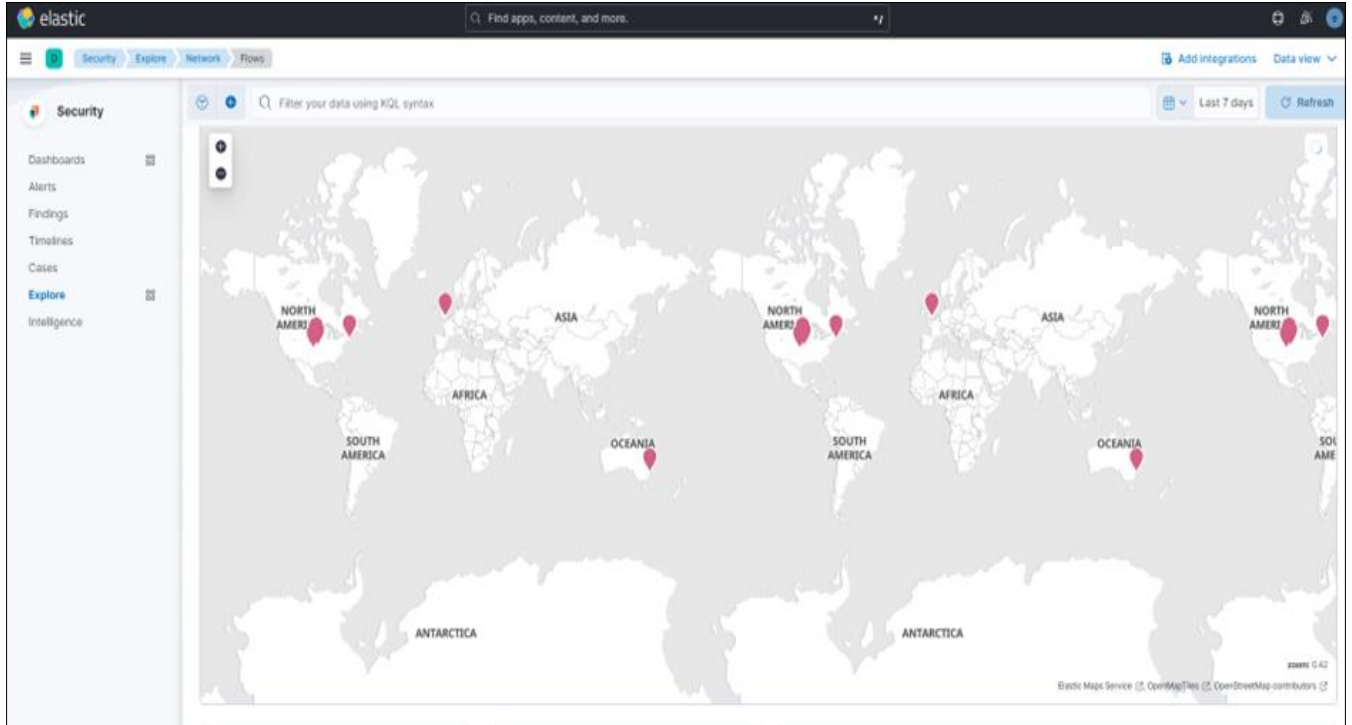 elastic
Find apps, content, and more.
D
Security Explore Network Flows
Add integrations Data view
Security
Filter your data using KQL syntax
Last 7 days
Refresh
Dashboards
Alerts
Findings
Timelines
Cases
Explore
Intelligence
NORTH AMERI
ASIA
NORTH AMERI
ASIA
NORTH AMERI
AFRICA
AFRICA
SOUTH AMERICA
OCEANIA
SOUTH AMERICA
OCEANIA
SOU
AME
ANTARCTICA
ANTARCTICA
zoom: 0.42
Elastic Maps Service, OpenMapTiles, OpenStreetMap contributors